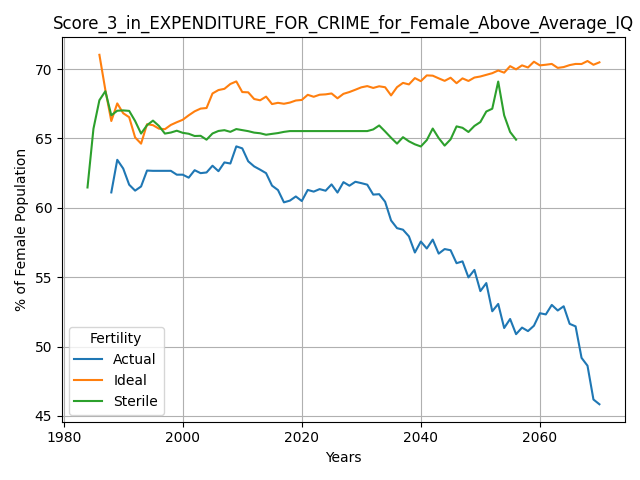 Score_3_in_EXPENDITURE_FOR_CRIME_for_Female_Above_Average_IQ
% of Female Population
70
65
60
55
50
45
Fertility
Actual
Ideal
Sterile
1980 2000 2020 2040 2060
Years